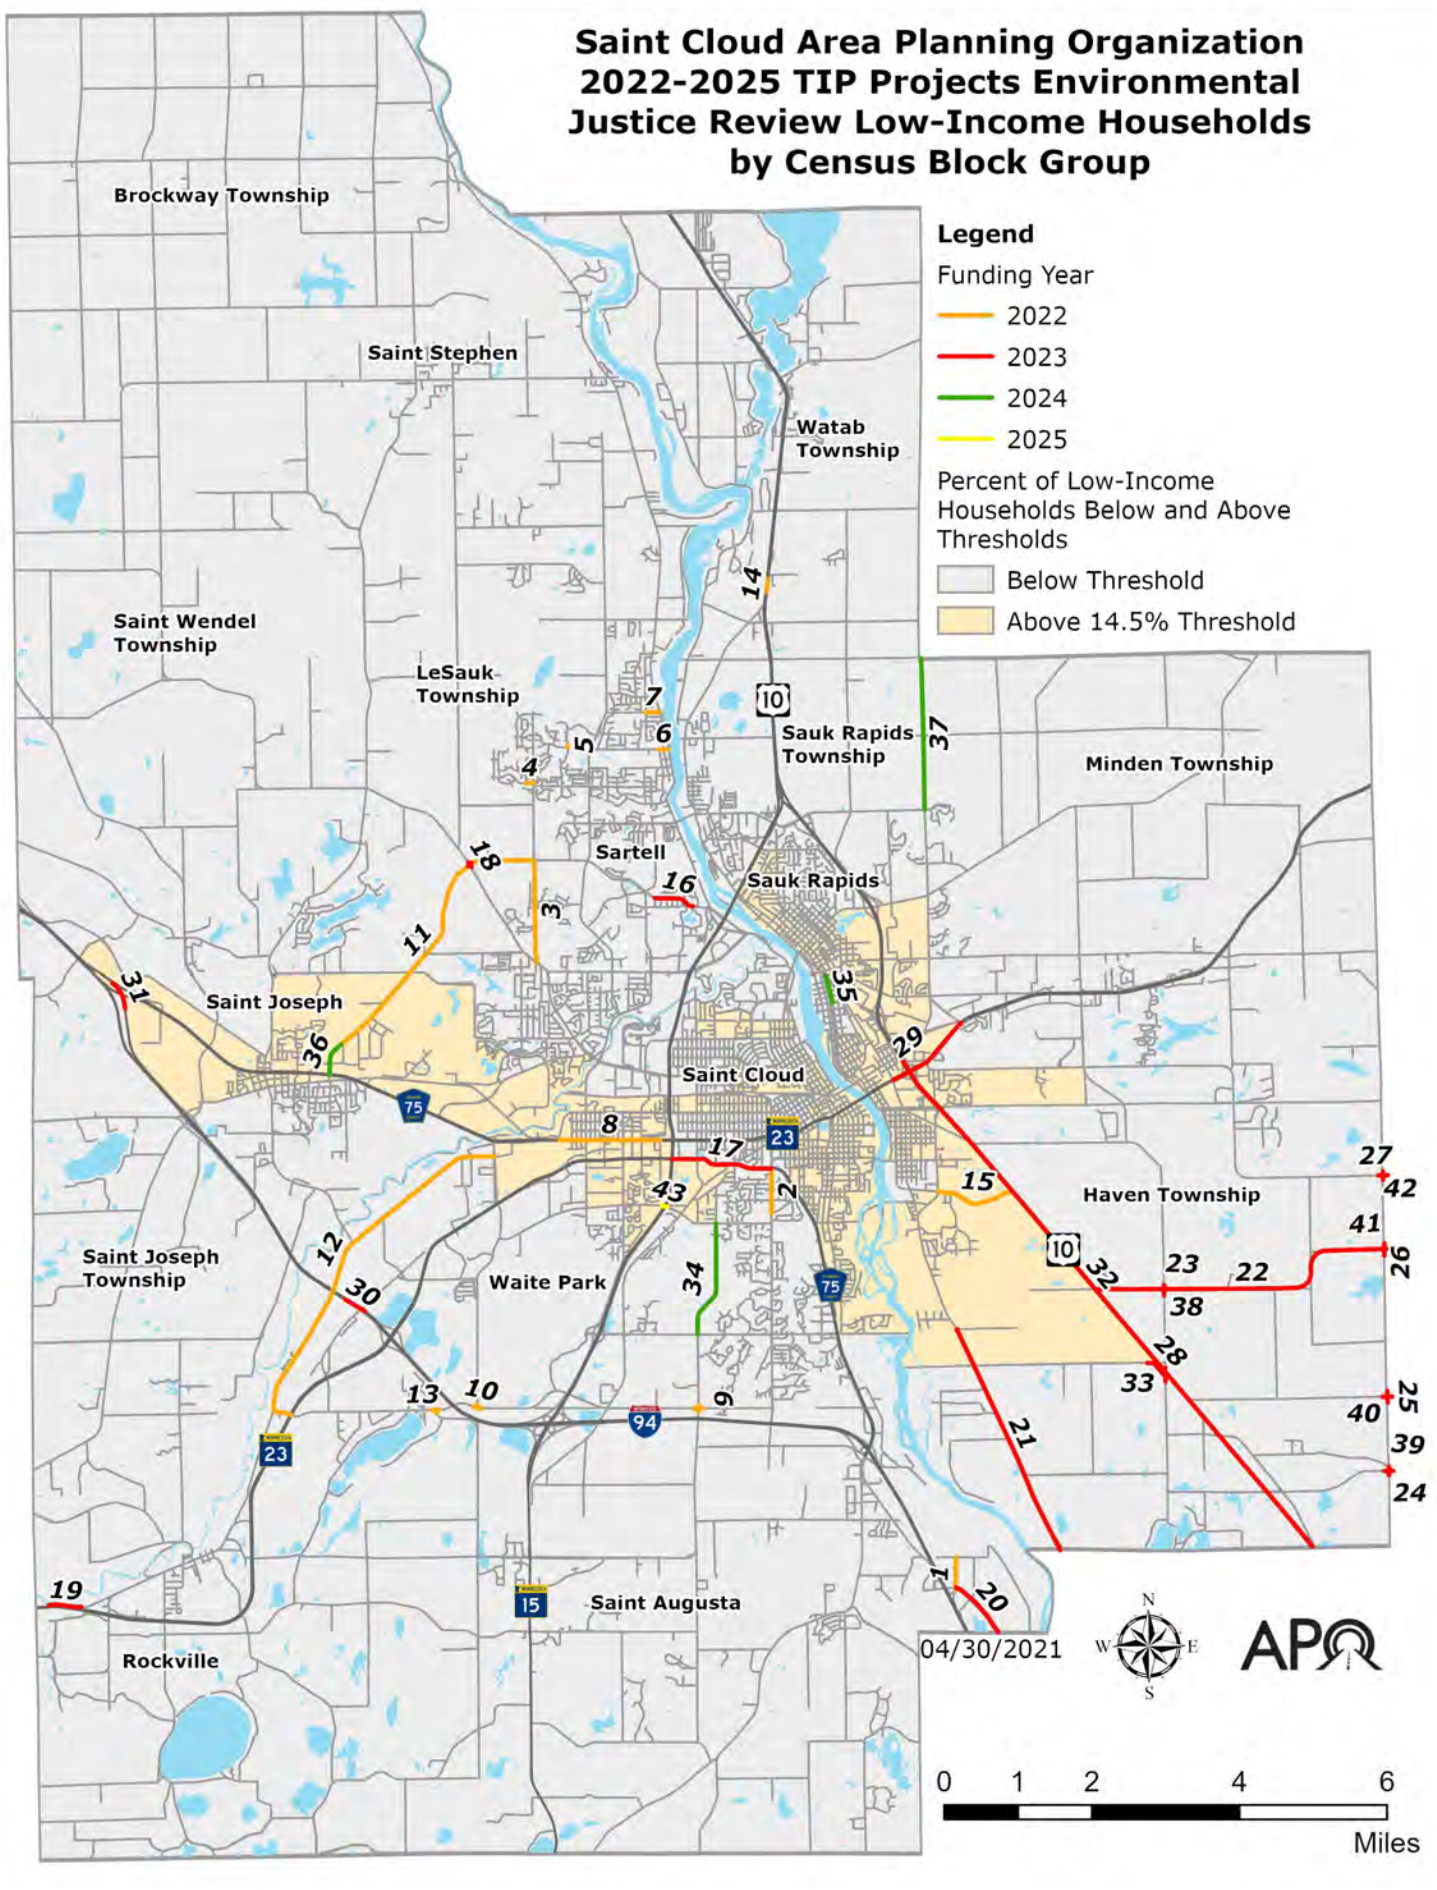 Saint Cloud Area Planning Organization
2022-2025 TIP Projects Environmental
Justice Review Low-Income Households
by Census Block Group
Legend
Funding Year
2022
2023
2024
2025
Percent of Low-Income
Households Below and Above
Thresholds
Below Threshold
Above 14.5% Threshold
Brockway Township
Saint Stephen
Watab
Township
14
Saint Wendel
Township
LeSauk
Township
7
10
6
5
4
Sauk Rapids
Township
37
Minden Township
18
Sartell
16
Sauk Rapids
3
11
31
Saint Joseph
35
36
29
Saint Cloud
75
8
23
17
27
42
43
2
15
Haven Township
41
26
12
Saint Joseph
Township
30
Waite Park
34
75
10
32
23
22
38
28
33
13
10
9
94
25
40
21
39
24
23
19
1
20
15
Saint Augusta
Rockville
04/30/2021
N
W
E
S
APO
0 1 2 4 6
Miles